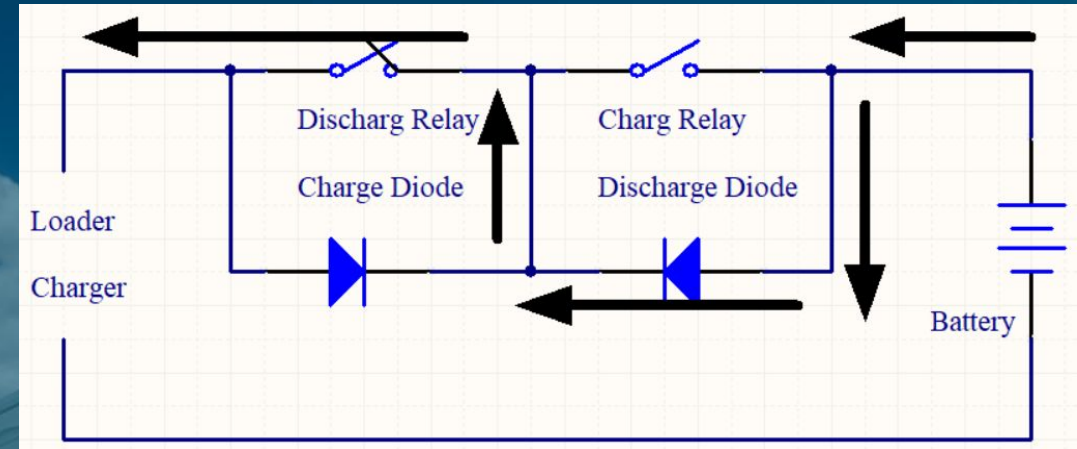 Discharg Relay
Charg Relay
Charge Diode
Discharge Diode
Loader
Charger
Battery